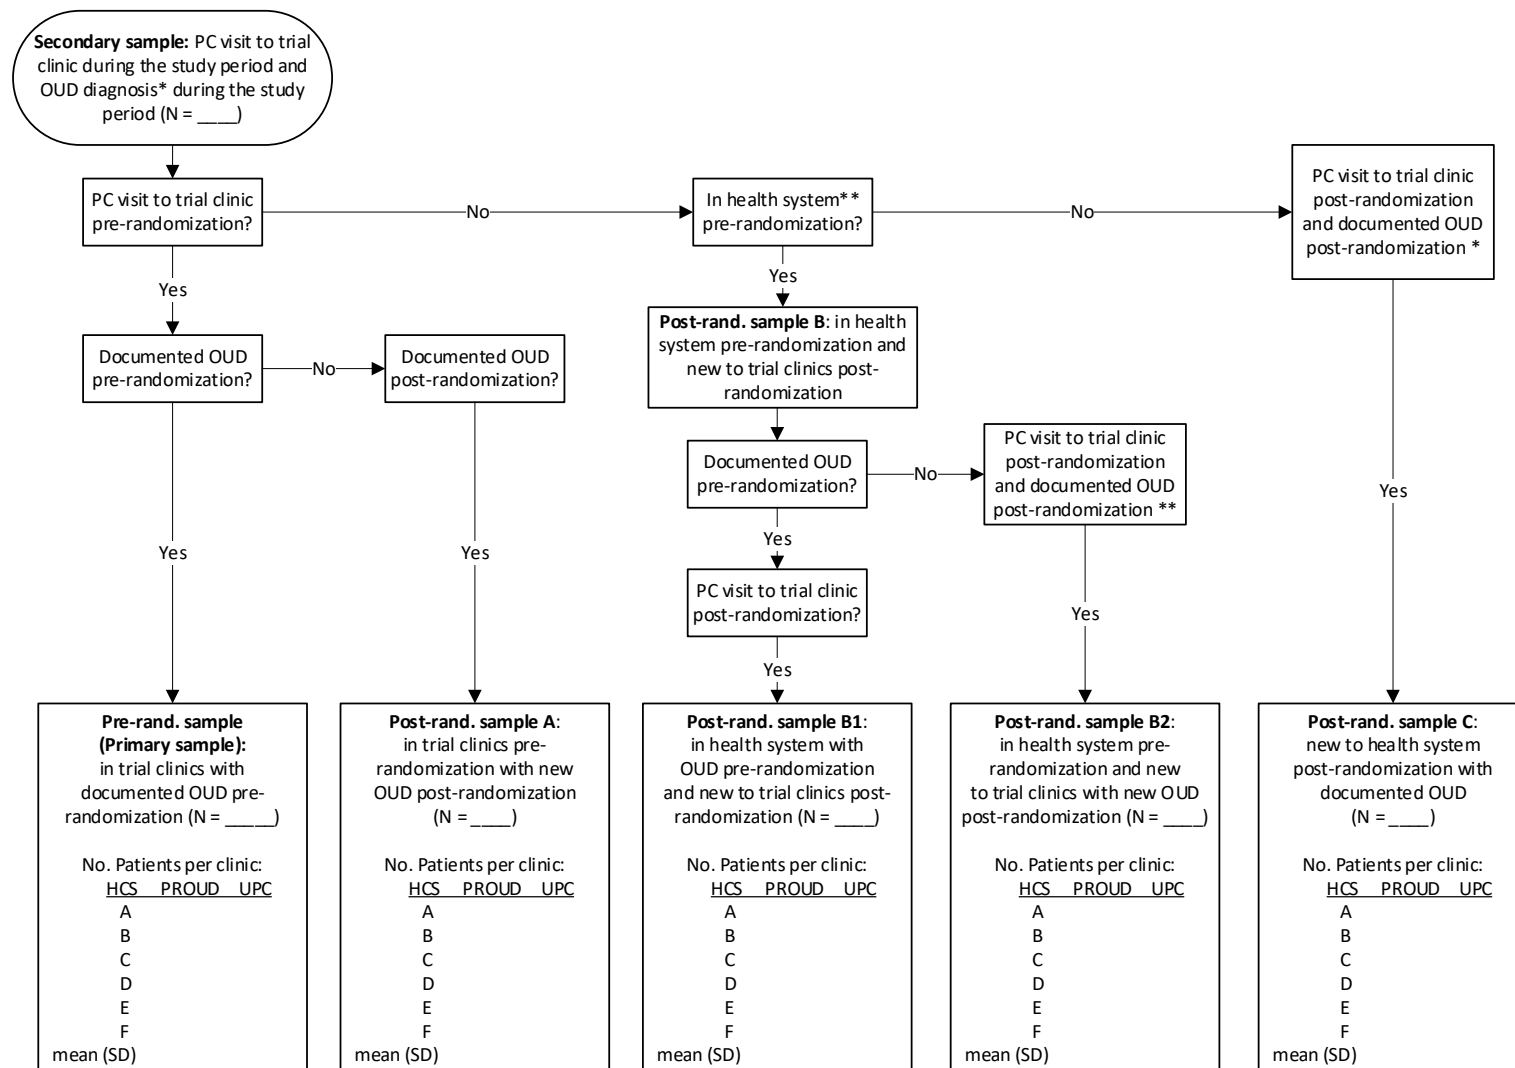 Secondary sample: PC visit to trial
clinic during the study period and
OUD diagnosis* during the study
period (N = ____)
PC visit to trial clinic
pre-randomization?
No
In health system**
pre-randomization?
No
PC visit to trial clinic
post-randomization
and documented OUD
post-randomization *
Yes
Yes
Documented OUD
pre-randomization?
No
Documented OUD
post-randomization?
Post-rand. sample B: in health
system pre-randomization and
new to trial clinics post-
randomization
Documented OUD
pre-randomization?
No
PC visit to trial clinic
post-randomization
and documented OUD
post-randomization **
Yes
Yes
Yes
Yes
PC visit to trial clinic
post-randomization?
Yes
Yes
Yes
Pre-rand. sample
(Primary sample):
in trial clinics with
documented OUD pre-
randomization (N = _____)
No. Patients per clinic:
HCS PROUD UPC
A
B
C
D
E
F
mean (SD)
Post-rand. sample A:
in trial clinics pre-
randomization with new
OUD post-randomization
(N = ____)
No. Patients per clinic:
HCS PROUD UPC
A
B
C
D
E
F
mean (SD)
Post-rand. sample B1:
in health system with
OUD pre-randomization
and new to trial clinics post-
randomization (N = ____)
No. Patients per clinic:
HCS PROUD UPC
A
B
C
D
E
F
mean (SD)
Post-rand. sample B2:
in health system pre-
randomization and new
to trial clinics with new OUD
post-randomization (N = ____)
No. Patients per clinic:
HCS PROUD UPC
A
B
C
D
E
F
mean (SD)
Post-rand. sample C:
new to health system
post-randomization with
documented OUD
(N = ____)
No. Patients per clinic:
HCS PROUD UPC
A
B
C
D
E
F
mean (SD)